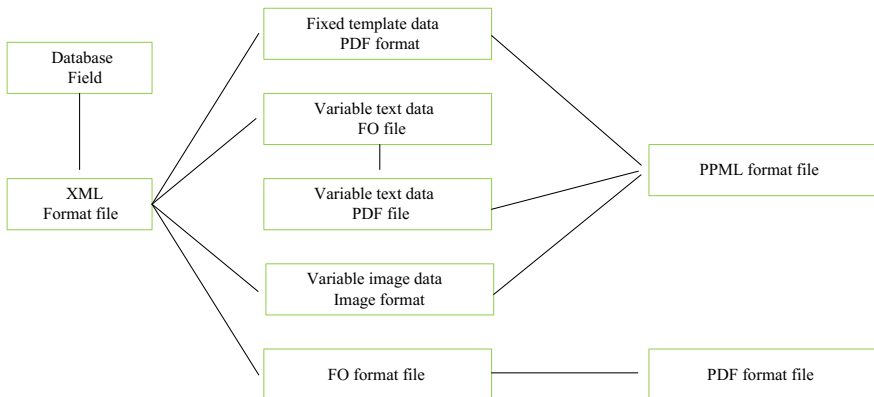 Database
Field
XML
Format file
Fixed template data
PDF format
Variable text data
FO file
Variable text data
PDF file
Variable image data
Image format
FO format file
PPML format file
PDF format file